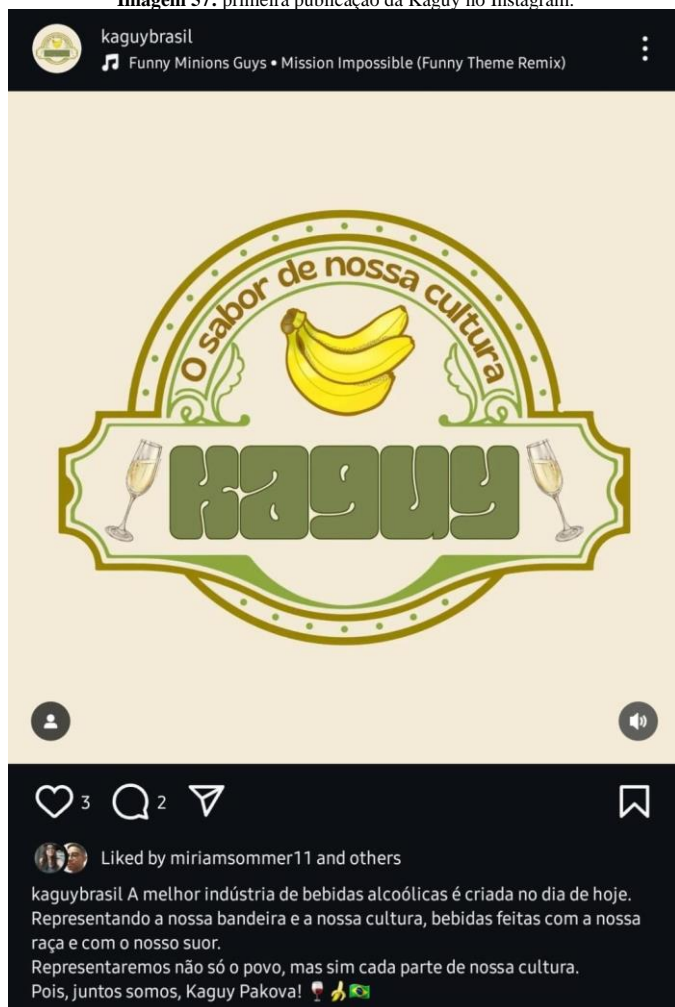 Imagem 37: primeira publicação da Kaguy no Instagram.
kaguybrasil
Funny Minions Guys • Mission Impossible (Funny Theme Remix)
O sabor de nossa cultura
kaguy
3
2
Liked by miriamsommer11 and others
kaguybrasil A melhor indústria de bebidas alcoólicas é criada no dia de hoje.
Representando a nossa bandeira e a nossa cultura, bebidas feitas com a nossa
raça e com o nosso suor.
Representaremos não só o povo, mas sim cada parte de nossa cultura.
Pois, juntos somos, Kaguy Pakova! 🍷🍌🇧🇷